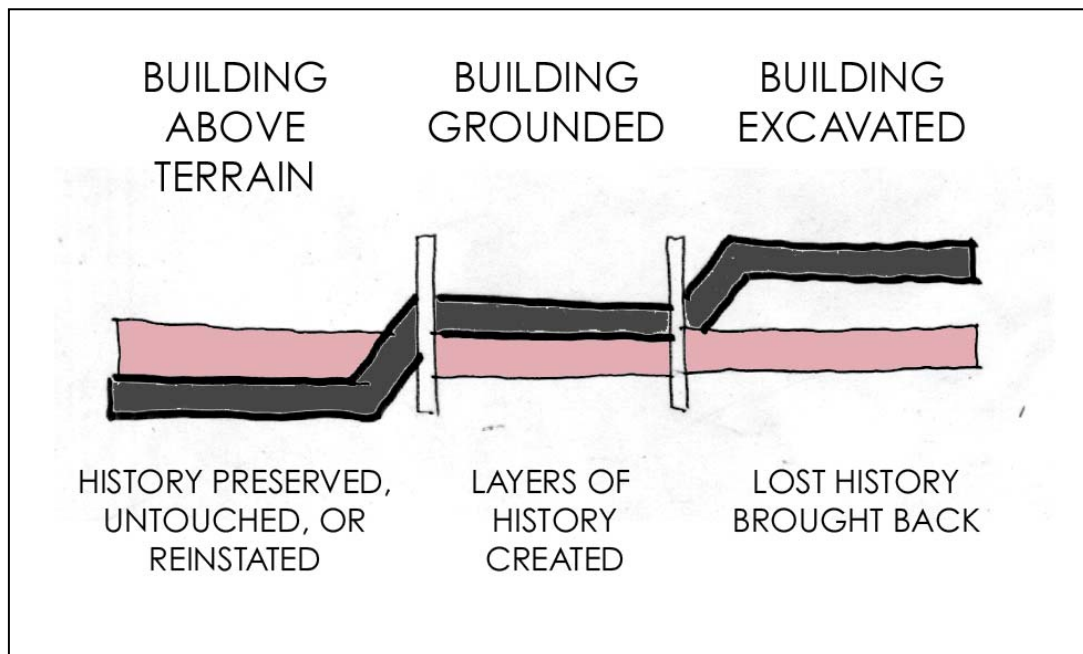 BUILDING
ABOVE
TERRAIN
BUILDING
GROUNDED
BUILDING
EXCAVATED
HISTORY PRESERVED,
UNTOUCHED, OR
REINSTATED
LAYERS OF
HISTORY
CREATED
LOST HISTORY
BROUGHT BACK